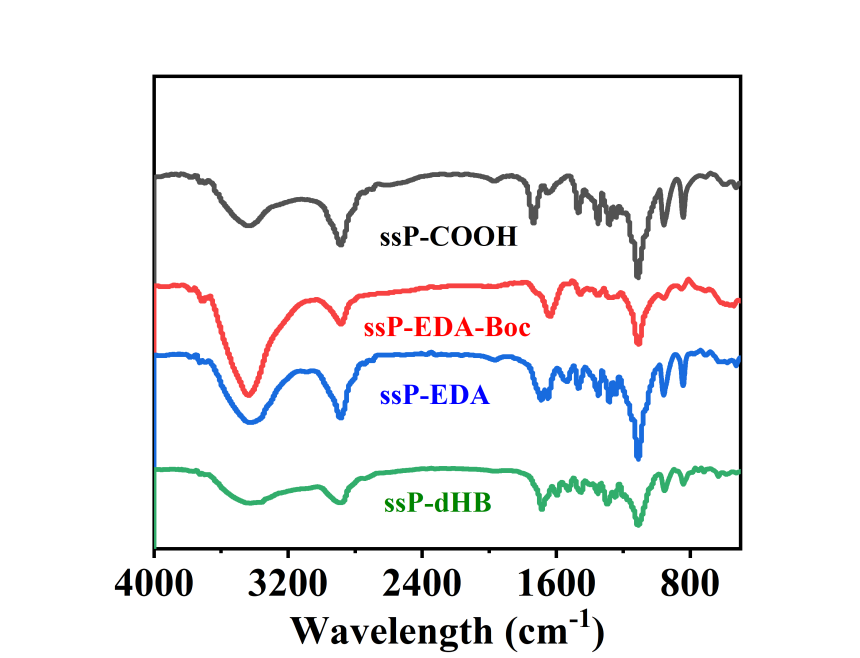 ssP-COOH
ssP-EDA-Boc
ssP-EDA
ssP-dHB
4000 3200 2400 1600 800
Wavelength (cm⁻¹)